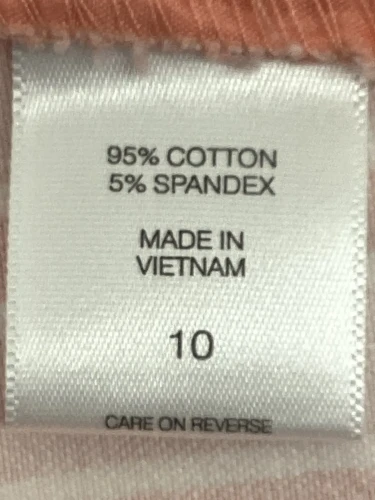 95% COTTON
5% SPANDEX
MADE IN
VIETNAM
10
CARE ON REVERSE